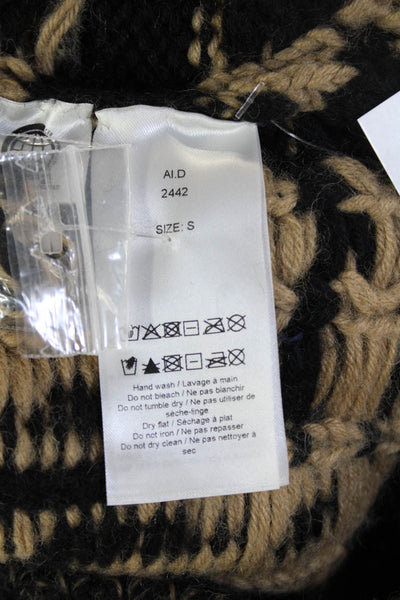 AI.D
2442
SIZE: S
Hand wash / Lavage à main
Do not bleach / Ne pas blanchir
Do not tumble dry / Ne pas utiliser de
sèche-linge
Dry flat / Séchage à plat
Do not iron / Ne pas repasser
Do not dry clean / Ne pas nettoyer à
sec